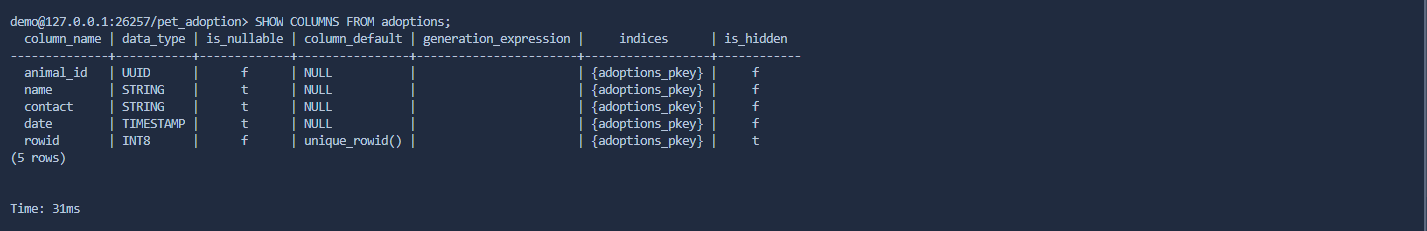 demo@127.0.0.1:26257/pet_adoption> SHOW COLUMNS FROM adoptions;
  column_name | data_type | is_nullable | column_default | generation_expression |     indices      | is_hidden
--------------+-----------+-------------+----------------+-----------------------+------------------+------------
  animal_id   | UUID      |      f      | NULL           |                       | {adoptions_pkey} |     f
  name        | STRING    |      t      | NULL           |                       | {adoptions_pkey} |     f
  contact     | STRING    |      t      | NULL           |                       | {adoptions_pkey} |     f
  date        | TIMESTAMP |      t      | NULL           |                       | {adoptions_pkey} |     f
  rowid       | INT8      |      f      | unique_rowid() |                       | {adoptions_pkey} |     t
(5 rows)
Time: 31ms